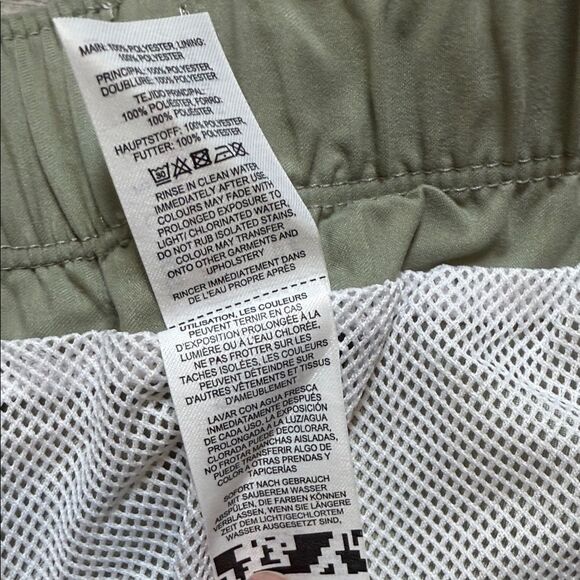 MAIN: 100% POLYESTER, LINING:
100% POLYESTER
PRINCIPAL: 100% POLYESTER
DOUBLURE: 100% POLYESTER
TEJIDO PRINCIPAL:
100% POLIÉSTER, FORRO:
100% POLIÉSTER
HAUPTSTOFF: 100% POLYESTER,
FUTTER: 100% POLYESTER
30
RINSE IN CLEAN WATER
IMMEDIATELY AFTER USE.
COLOURS MAY FADE WITH
PROLONGED EXPOSURE TO
LIGHT/ CHLORINATED WATER,
DO NOT RUB ISOLATED STAINS,
COLOUR MAY TRANSFER
ONTO OTHER GARMENTS AND
UPHOLSTERY
RINCER IMMÉDIATEMENT DANS
DE L'EAU PROPRE APRÈS
UTILISATION, LES COULEURS
PEUVENT TERNIR EN CAS
D'EXPOSITION PROLONGÉE À LA
LUMIÈRE OU À L'EAU CHLORÉE,
NE PAS FROTTER SUR LES
TACHES ISOLÉES, LES COULEURS
PEUVENT DÉTEINDRE SUR
D'AUTRES VÊTEMENTS ET TISSUS
D'AMEUBLEMENT
LAVAR CON AGUA FRESCA
INMEDIATAMENTE DESPUÉS
DE CADA USO, LA EXPOSICIÓN
PROLONGADA A LA LUZ/AGUA
CLORADA PUEDE DECOLORAR,
NO FROTAR MANCHAS AISLADAS,
PUEDE TRANSFERIR ALGO DE
COLOR A OTRAS PRENDAS Y
TAPICERÍAS
SOFORT NACH GEBRAUCH
MIT SAUBEREM WASSER
ABSPÜLEN, DIE FARBEN KÖNNEN
VERBLASSEN, WENN SIE LÄNGERE
ZEIT DEM LICHT/GECHLORTEM
WASSER AUSGESETZT SIND,